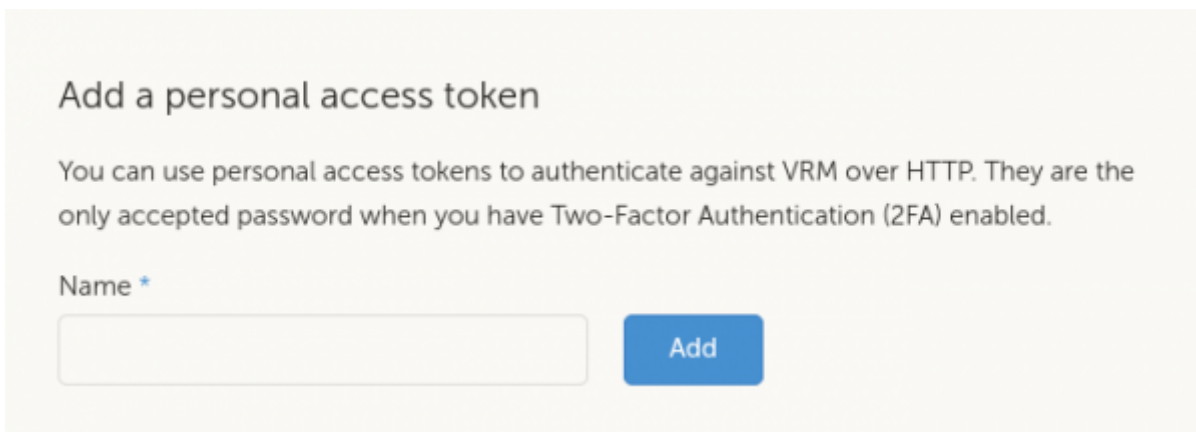 Add a personal access token
You can use personal access tokens to authenticate against VRM over HTTP. They are the
only accepted password when you have Two-Factor Authentication (2FA) enabled.
Name *
Add